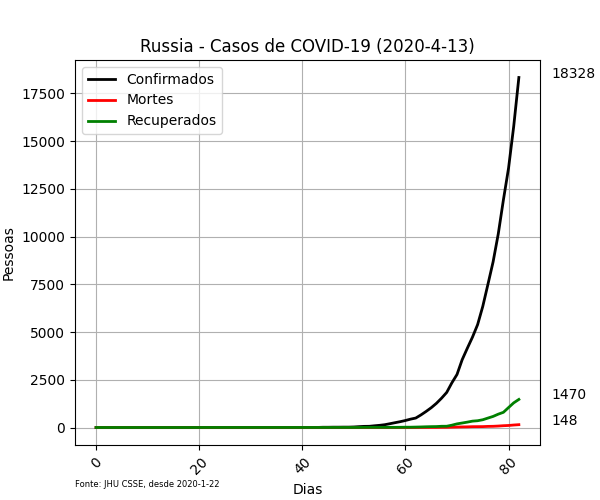 Russia - Casos de COVID-19 (2020-4-13)
Confirmados
Mortes
Recuperados
18328
17500
15000
12500
10000
7500
5000
2500
0
1470
148
Pessoas
0 20 40 60 80
Dias
Fonte: JHU CSSE, desde 2020-1-22